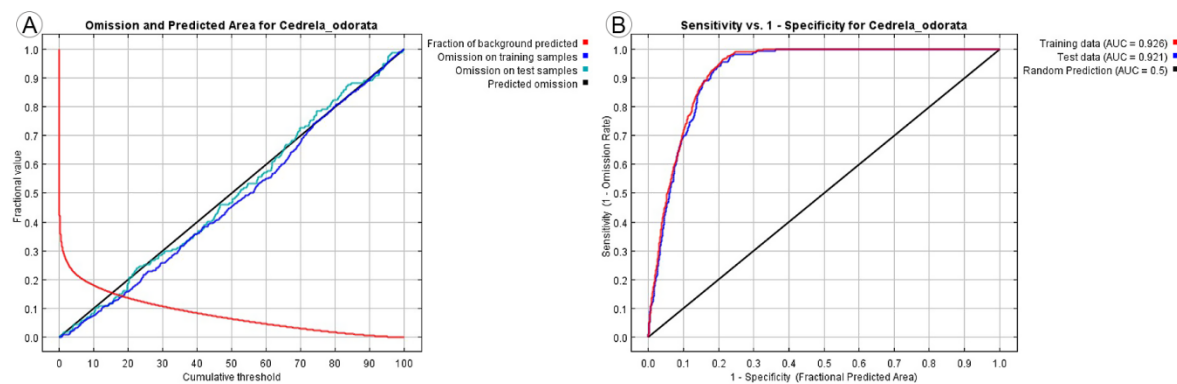 A
Omission and Predicted Area for Cedrela_odorata
Fraction of background predicted
Omission on training samples
Omission on test samples
Predicted omission
Fractional value
1.0
0.9
0.8
0.7
0.6
0.5
0.4
0.3
0.2
0.1
0.0
0 10 20 30 40 50 60 70 80 90 100
Cumulative threshold
B
Sensitivity vs. 1 - Specificity for Cedrela_odorata
Training data (AUC = 0.926)
Test data (AUC = 0.921)
Random Prediction (AUC = 0.5)
Sensitivity (1 - Omission Rate)
1.0
0.9
0.8
0.7
0.6
0.5
0.4
0.3
0.2
0.1
0.0
0.0 0.1 0.2 0.3 0.4 0.5 0.6 0.7 0.8 0.9 1.0
1 - Specificity (Fractional Predicted Area)